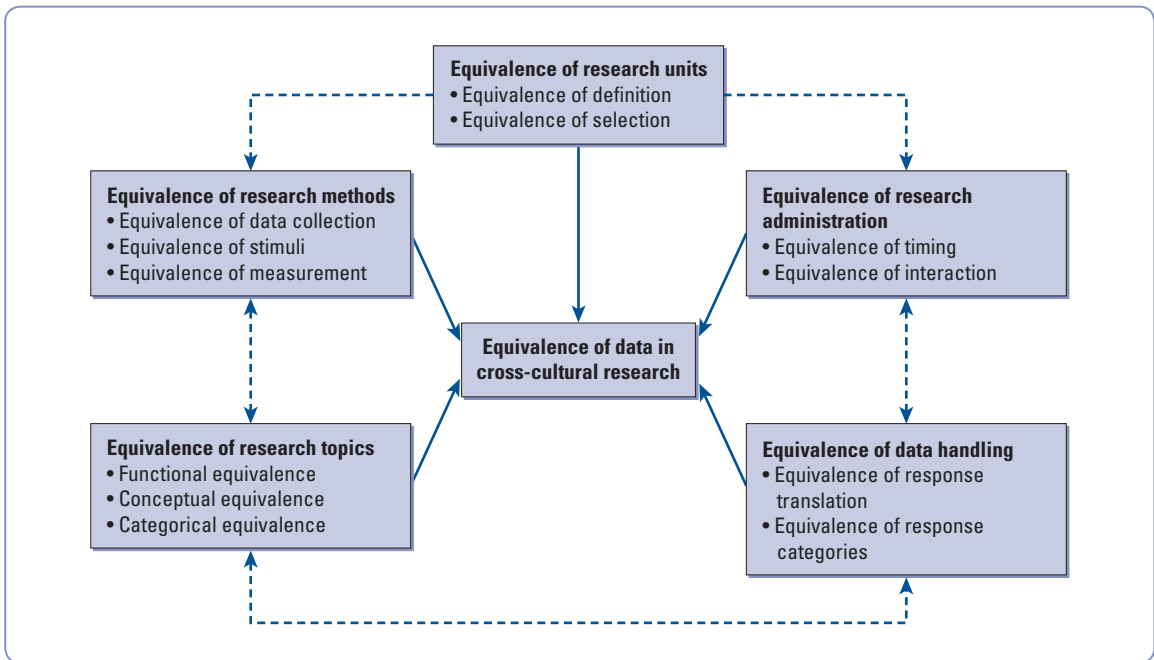 Equivalence of research units
• Equivalence of definition
• Equivalence of selection
Equivalence of research methods
• Equivalence of data collection
• Equivalence of stimuli
• Equivalence of measurement
Equivalence of research
administration
• Equivalence of timing
• Equivalence of interaction
Equivalence of data in
cross-cultural research
Equivalence of research topics
• Functional equivalence
• Conceptual equivalence
• Categorical equivalence
Equivalence of data handling
• Equivalence of response
translation
• Equivalence of response
categories